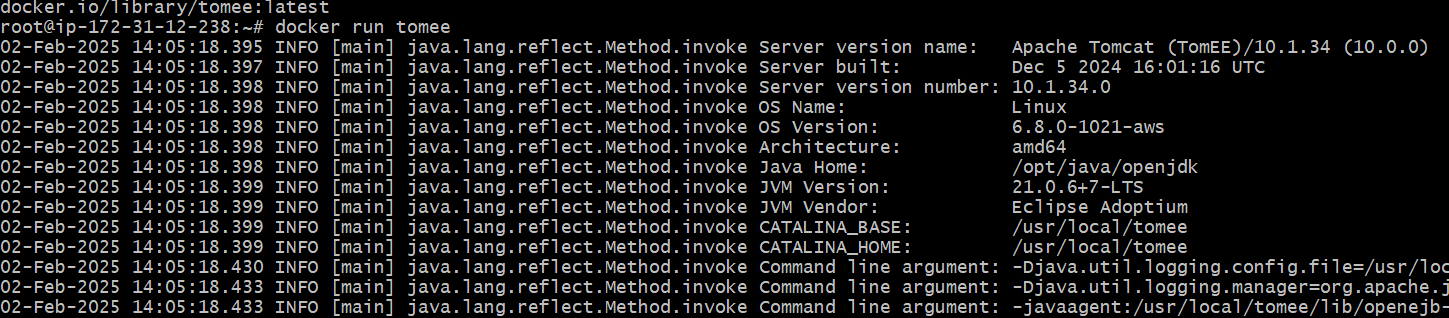 docker.io/library/tomee:latest
root@ip-172-31-12-238:~# docker run tomee
02-Feb-2025 14:05:18.395 INFO [main] java.lang.reflect.Method.invoke Server version name:   Apache Tomcat (TomEE)/10.1.34 (10.0.0)
02-Feb-2025 14:05:18.397 INFO [main] java.lang.reflect.Method.invoke Server built:          Dec 5 2024 16:01:16 UTC
02-Feb-2025 14:05:18.398 INFO [main] java.lang.reflect.Method.invoke Server version number: 10.1.34.0
02-Feb-2025 14:05:18.398 INFO [main] java.lang.reflect.Method.invoke OS Name:               Linux
02-Feb-2025 14:05:18.398 INFO [main] java.lang.reflect.Method.invoke OS Version:            6.8.0-1021-aws
02-Feb-2025 14:05:18.398 INFO [main] java.lang.reflect.Method.invoke Architecture:          amd64
02-Feb-2025 14:05:18.398 INFO [main] java.lang.reflect.Method.invoke Java Home:             /opt/java/openjdk
02-Feb-2025 14:05:18.399 INFO [main] java.lang.reflect.Method.invoke JVM Version:           21.0.6+7-LTS
02-Feb-2025 14:05:18.399 INFO [main] java.lang.reflect.Method.invoke JVM Vendor:            Eclipse Adoptium
02-Feb-2025 14:05:18.399 INFO [main] java.lang.reflect.Method.invoke CATALINA_BASE:         /usr/local/tomee
02-Feb-2025 14:05:18.399 INFO [main] java.lang.reflect.Method.invoke CATALINA_HOME:         /usr/local/tomee
02-Feb-2025 14:05:18.430 INFO [main] java.lang.reflect.Method.invoke Command line argument: -Djava.util.logging.config.file=/usr/loc
02-Feb-2025 14:05:18.433 INFO [main] java.lang.reflect.Method.invoke Command line argument: -Djava.util.logging.manager=org.apache.j
02-Feb-2025 14:05:18.433 INFO [main] java.lang.reflect.Method.invoke Command line argument: -javaagent:/usr/local/tomee/lib/openejb-